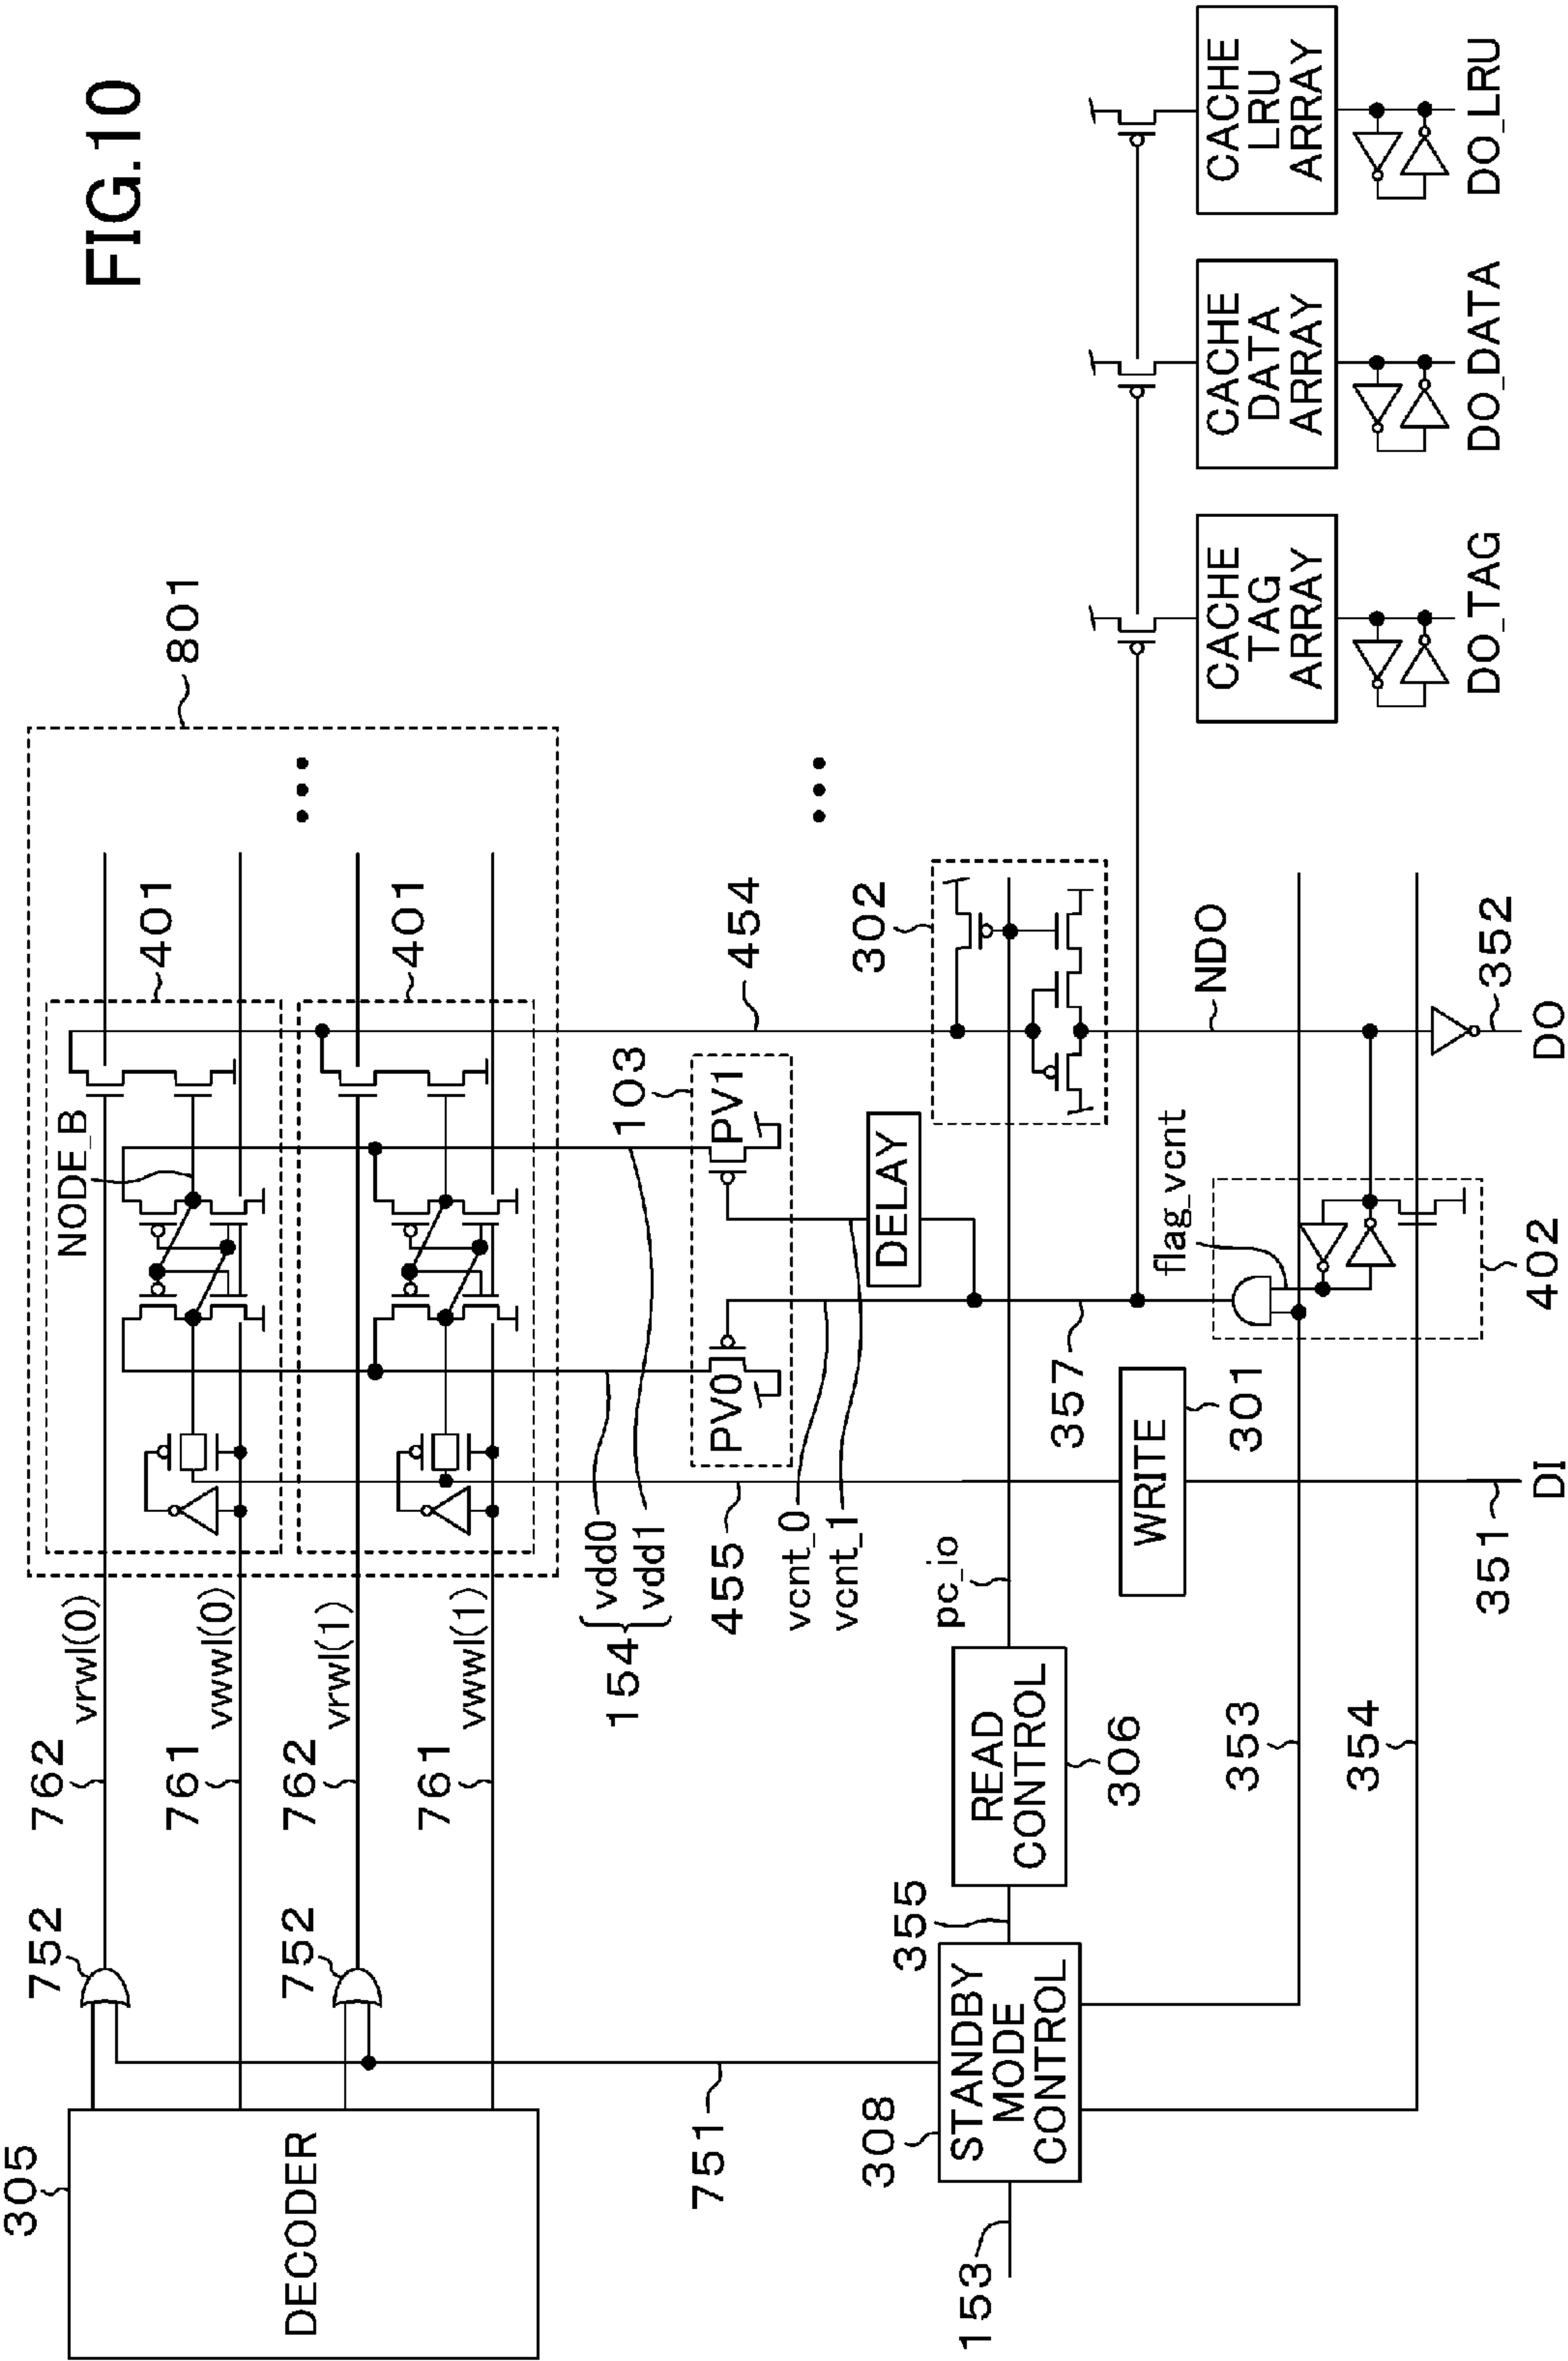 FIG.10
305
DECODER
752
752
762
vrwl(0)
761
vwwl(0)
762
vrwl(1)
761
vwwl(1)
801
401
401
NODE_B
154
vdd0
vdd1
103
454
455
PV0
PV1
vcnt_0
vcnt_1
DELAY
302
751
308
STANDBY
MODE
CONTROL
153
355
READ
CONTROL
306
pc_io
357
WRITE
301
flag_vcnt
402
NDO
353
354
351
DI
352
DO
CACHE
TAG
ARRAY
DO_TAG
CACHE
DATA
ARRAY
DO_DATA
CACHE
LRU
ARRAY
DO_LRU